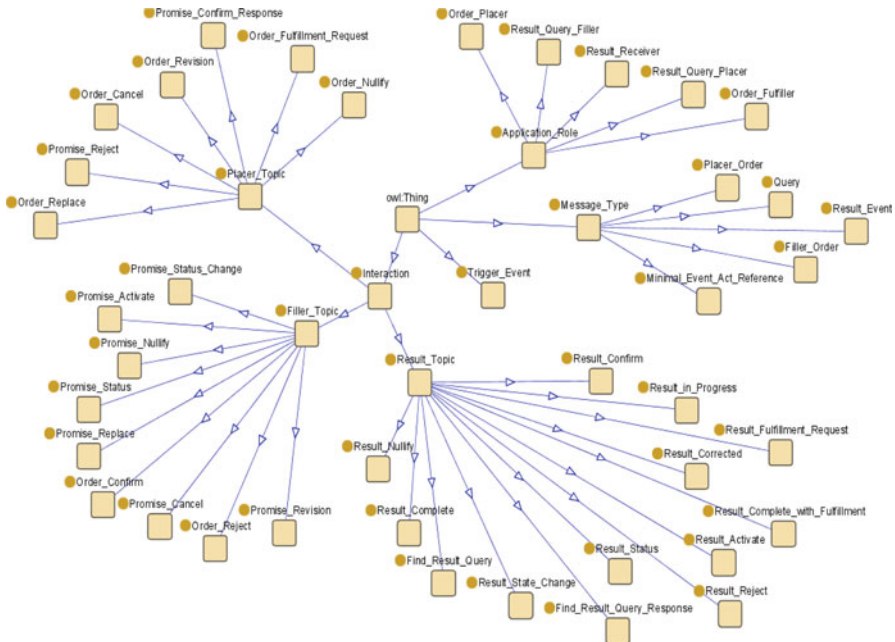 Promise_Confirm_Response
Order_Fulfillment_Request
Order_Revision
Order_Nullify
Order_Cancel
Promise_Reject
Placer_Topic
Order_Replace
Order_Placer
Result_Query_Filler
Result_Receiver
Result_Query_Placer
Order_Fulfiller
Application_Role
owl:Thing
Message_Type
Placer_Order
Query
Result_Event
Filler_Order
Minimal_Event_Act_Reference
Interaction
Trigger_Event
Promise_Status_Change
Filler_Topic
Promise_Activate
Promise_Nullify
Promise_Status
Promise_Replace
Order_Confirm
Promise_Cancel
Order_Reject
Promise_Revision
Result_Topic
Result_Confirm
Result_in_Progress
Result_Fulfillment_Request
Result_Nullify
Result_Corrected
Result_Complete
Result_Complete_with_Fulfillment
Result_Status
Result_Activate
Find_Result_Query
Result_State_Change
Result_Reject
Find_Result_Query_Response